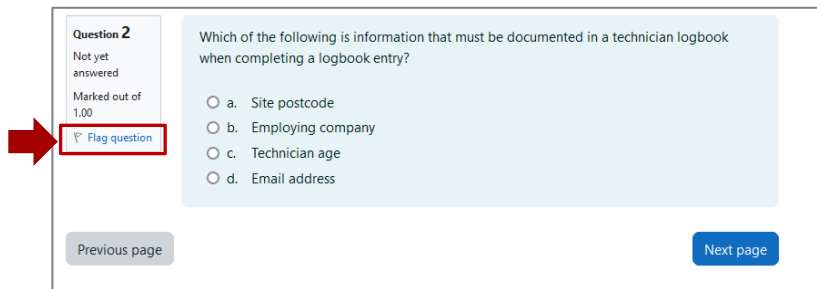 Question 2
Not yet
answered
Marked out of
1.00
Flag question
Which of the following is information that must be documented in a technician logbook
when completing a logbook entry?
a. Site postcode
b. Employing company
c. Technician age
d. Email address
Previous page
Next page